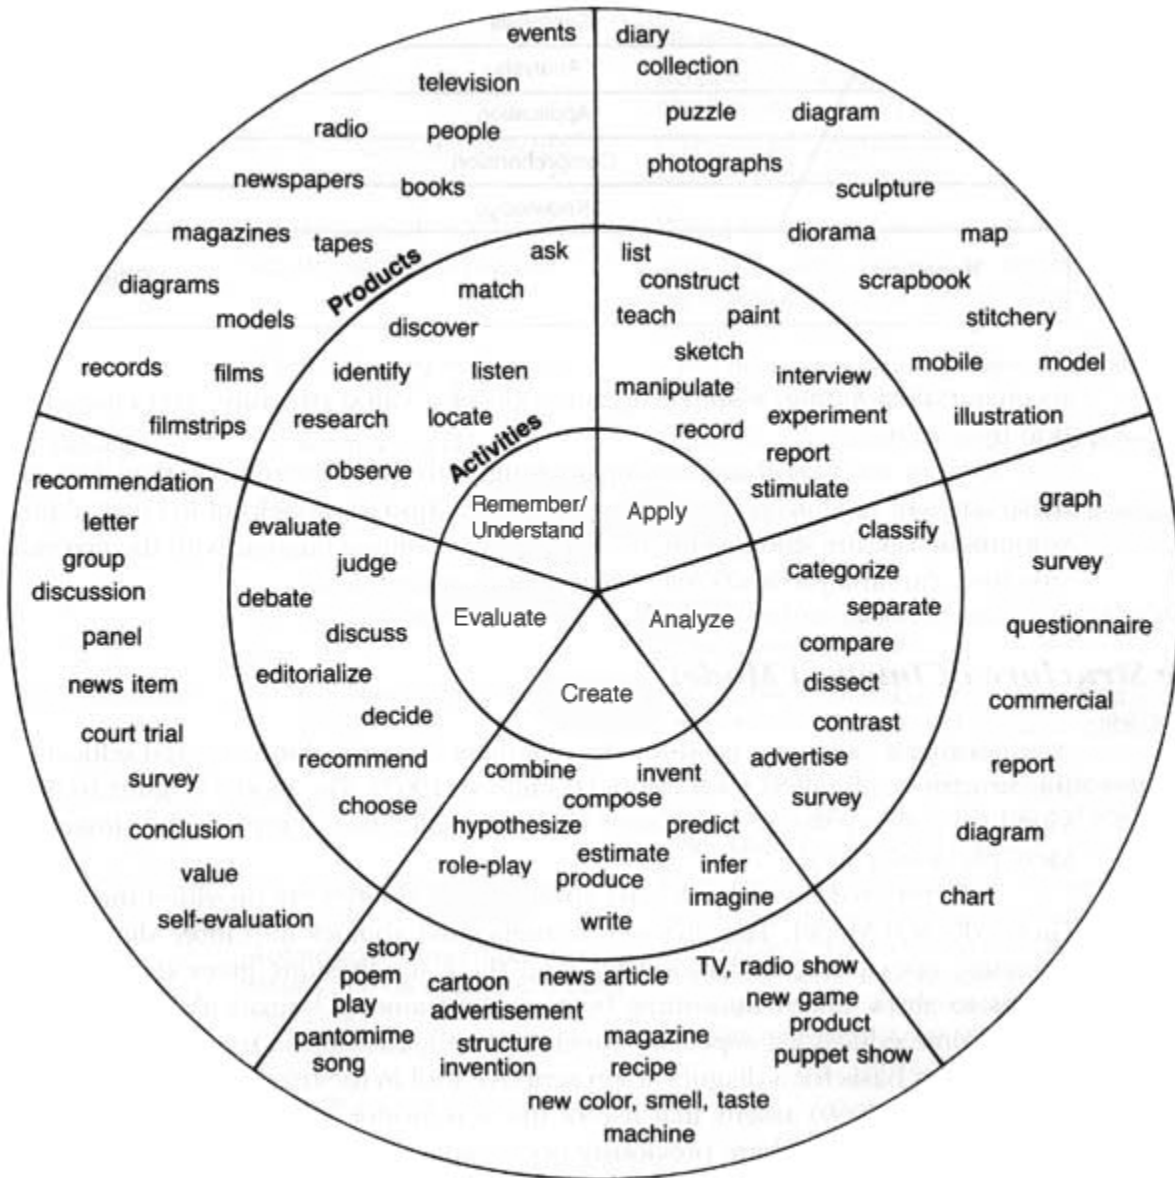 events
television
radio
people
newspapers
books
magazines
tapes
diagrams
models
records
films
filmstrips
Products
ask
match
discover
identify
listen
research
locate
observe
Activities
Remember/
Understand
diary
collection
puzzle
diagram
photographs
sculpture
diorama
map
scrapbook
stitchery
mobile
model
illustration
list
construct
teach
paint
sketch
manipulate
interview
experiment
record
report
stimulate
Apply
graph
survey
questionnaire
commercial
report
diagram
chart
classify
categorize
separate
compare
dissect
contrast
advertise
survey
Analyze
Create
combine
invent
compose
hypothesize
predict
role-play
estimate
infer
produce
imagine
write
story
poem
play
pantomime
song
cartoon
news article
advertisement
structure
invention
magazine
recipe
TV, radio show
new game
product
puppet show
new color, smell, taste
machine
Evaluate
evaluate
judge
debate
discuss
editorialize
decide
recommend
choose
recommendation
letter
group
discussion
panel
news item
court trial
survey
conclusion
value
self-evaluation